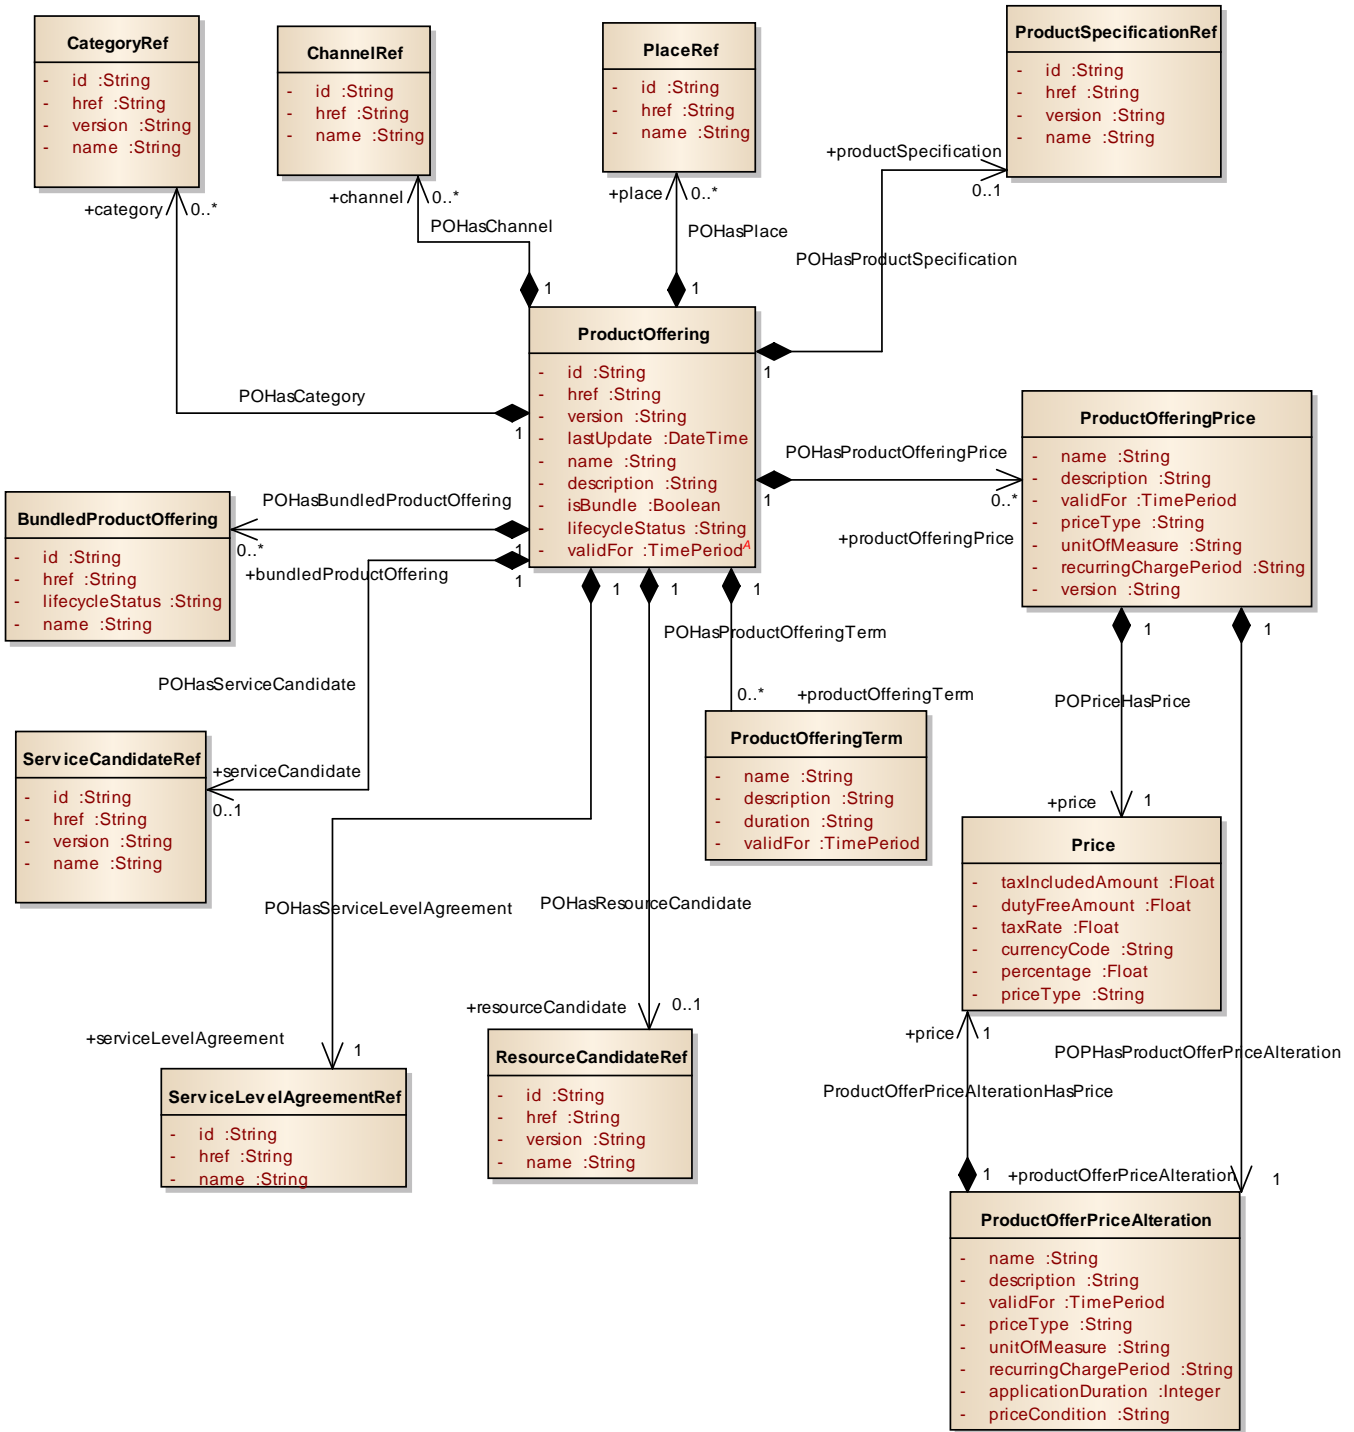 CategoryRef
- id :String
- href :String
- version :String
- name :String
ChannelRef
- id :String
- href :String
- name :String
PlaceRef
- id :String
- href :String
- name :String
ProductSpecificationRef
- id :String
- href :String
- version :String
- name :String
+category
0..*
+channel
0..*
POHasChannel
1
+place
0..*
POHasPlace
1
+productSpecification
0..1
POHasProductSpecification
1
ProductOffering
- id :String
- href :String
- version :String
- lastUpdate :DateTime
- name :String
- description :String
- isBundle :Boolean
- lifecycleStatus :String
- validFor :TimePeriod
A
POHasCategory
1
POHasProductOfferingPrice
1
0..*
+productOfferingPrice
ProductOfferingPrice
- name :String
- description :String
- validFor :TimePeriod
- priceType :String
- unitOfMeasure :String
- recurringChargePeriod :String
- version :String
POHasBundledProductOffering
1
0..*
+bundledProductOffering
1
BundledProductOffering
- id :String
- href :String
- lifecycleStatus :String
- name :String
1
1
1
POHasProductOfferingTerm
0..*
+productOfferingTerm
1
1
POHasServiceCandidate
+serviceCandidate
0..1
ServiceCandidateRef
- id :String
- href :String
- version :String
- name :String
ProductOfferingTerm
- name :String
- description :String
- duration :String
- validFor :TimePeriod
POPriceHasPrice
+price
1
Price
- taxIncludedAmount :Float
- dutyFreeAmount :Float
- taxRate :Float
- currencyCode :String
- percentage :Float
- priceType :String
POHasServiceLevelAgreement
POHasResourceCandidate
+resourceCandidate
0..1
+serviceLevelAgreement
1
ServiceLevelAgreementRef
- id :String
- href :String
- name :String
ResourceCandidateRef
- id :String
- href :String
- version :String
- name :String
+price
1
POPHasProductOfferPriceAlteration
ProductOfferPriceAlterationHasPrice
1
+productOfferPriceAlteration
1
ProductOfferPriceAlteration
- name :String
- description :String
- validFor :TimePeriod
- priceType :String
- unitOfMeasure :String
- recurringChargePeriod :String
- applicationDuration :Integer
- priceCondition :String